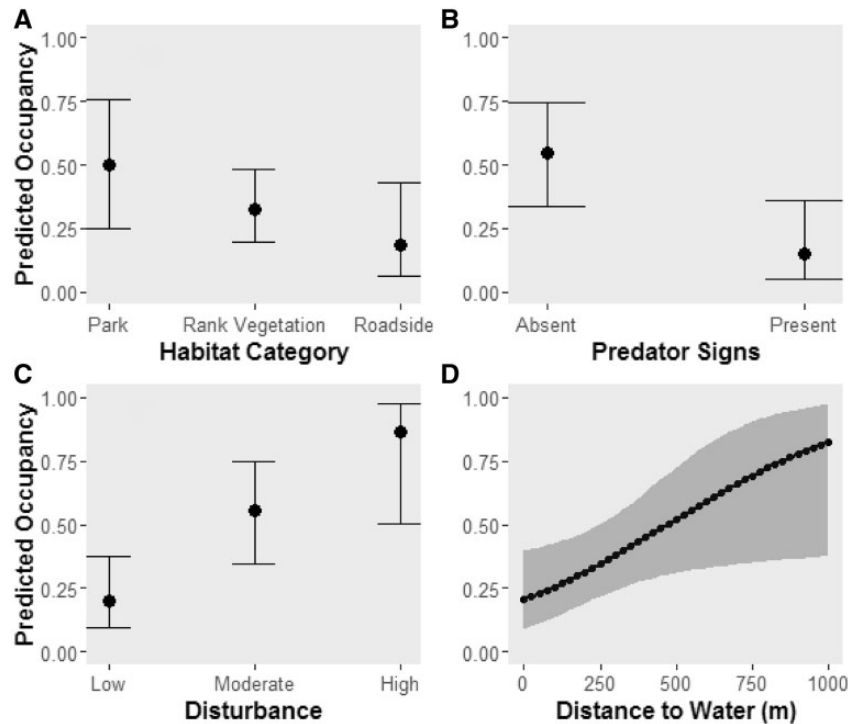 A
Predicted Occupancy
1.00
0.75
0.50
0.25
0.00
Park Rank Vegetation Roadside
Habitat Category
B
1.00
0.75
0.50
0.25
0.00
Absent Present
Predator Signs
C
Predicted Occupancy
1.00
0.75
0.50
0.25
0.00
Low Moderate High
Disturbance
D
1.00
0.75
0.50
0.25
0.00
0 250 500 750 1000
Distance to Water (m)